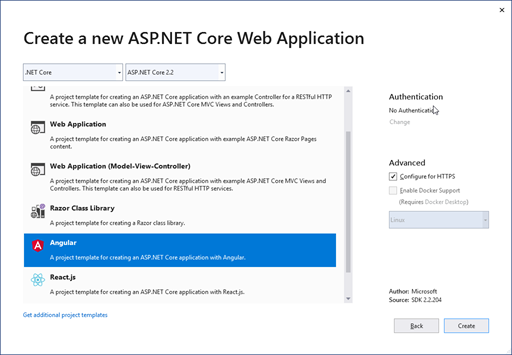 Create a new ASP.NET Core Web Application
.NET Core
ASP.NET Core 2.2
A project template for creating an ASP.NET Core application with an example Controller for a RESTful HTTP
service. This template can also be used for ASP.NET Core MVC Views and Controllers.
Web Application
A project template for creating an ASP.NET Core application with example ASP.NET Core Razor Pages
content.
Web Application (Model-View-Controller)
A project template for creating an ASP.NET Core application with example ASP.NET Core MVC Views and
Controllers. This template can also be used for RESTful HTTP services.
Razor Class Library
A project template for creating a Razor class library.
Angular
A project template for creating an ASP.NET Core application with Angular.
React.js
A project template for creating an ASP.NET Core application with React.js.
Get additional project templates
Authentication
No Authentication
Change
Advanced
Configure for HTTPS
Enable Docker Support
(Requires Docker Desktop)
Linux
Author: Microsoft
Source: SDK 2.2.204
Back
Create